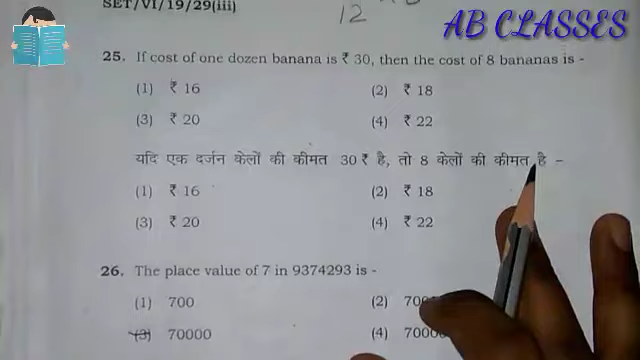 SET/VI/19/29(iii)
12
AB CLASSES
25. If cost of one dozen banana is ₹ 30, then the cost of 8 bananas is -
(1) ₹ 16 (2) ₹ 18
(3) ₹ 20 (4) ₹ 22
यदि एक दर्जन केलों की कीमत 30 ₹ है, तो 8 केलों की कीमत है –
(1) ₹ 16 (2) ₹ 18
(3) ₹ 20 (4) ₹ 22
26. The place value of 7 in 9374293 is -
(1) 700 (2)
(3) 70000 (4)